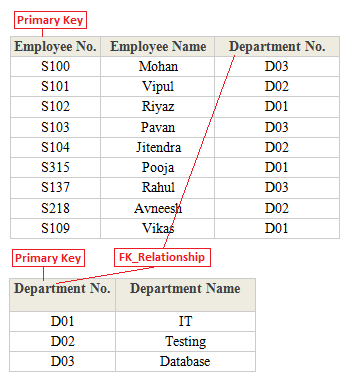 Primary Key
Employee No. Employee Name Department No.
S100 Mohan D03
S101 Vipul D02
S102 Riyaz D01
S103 Pavan D03
S104 Jitendra D02
S315 Pooja D01
S137 Rahul D03
S218 Avneesh D02
S109 Vikas D01
Primary Key FK_Relationship
Department No. Department Name
D01 IT
D02 Testing
D03 Database